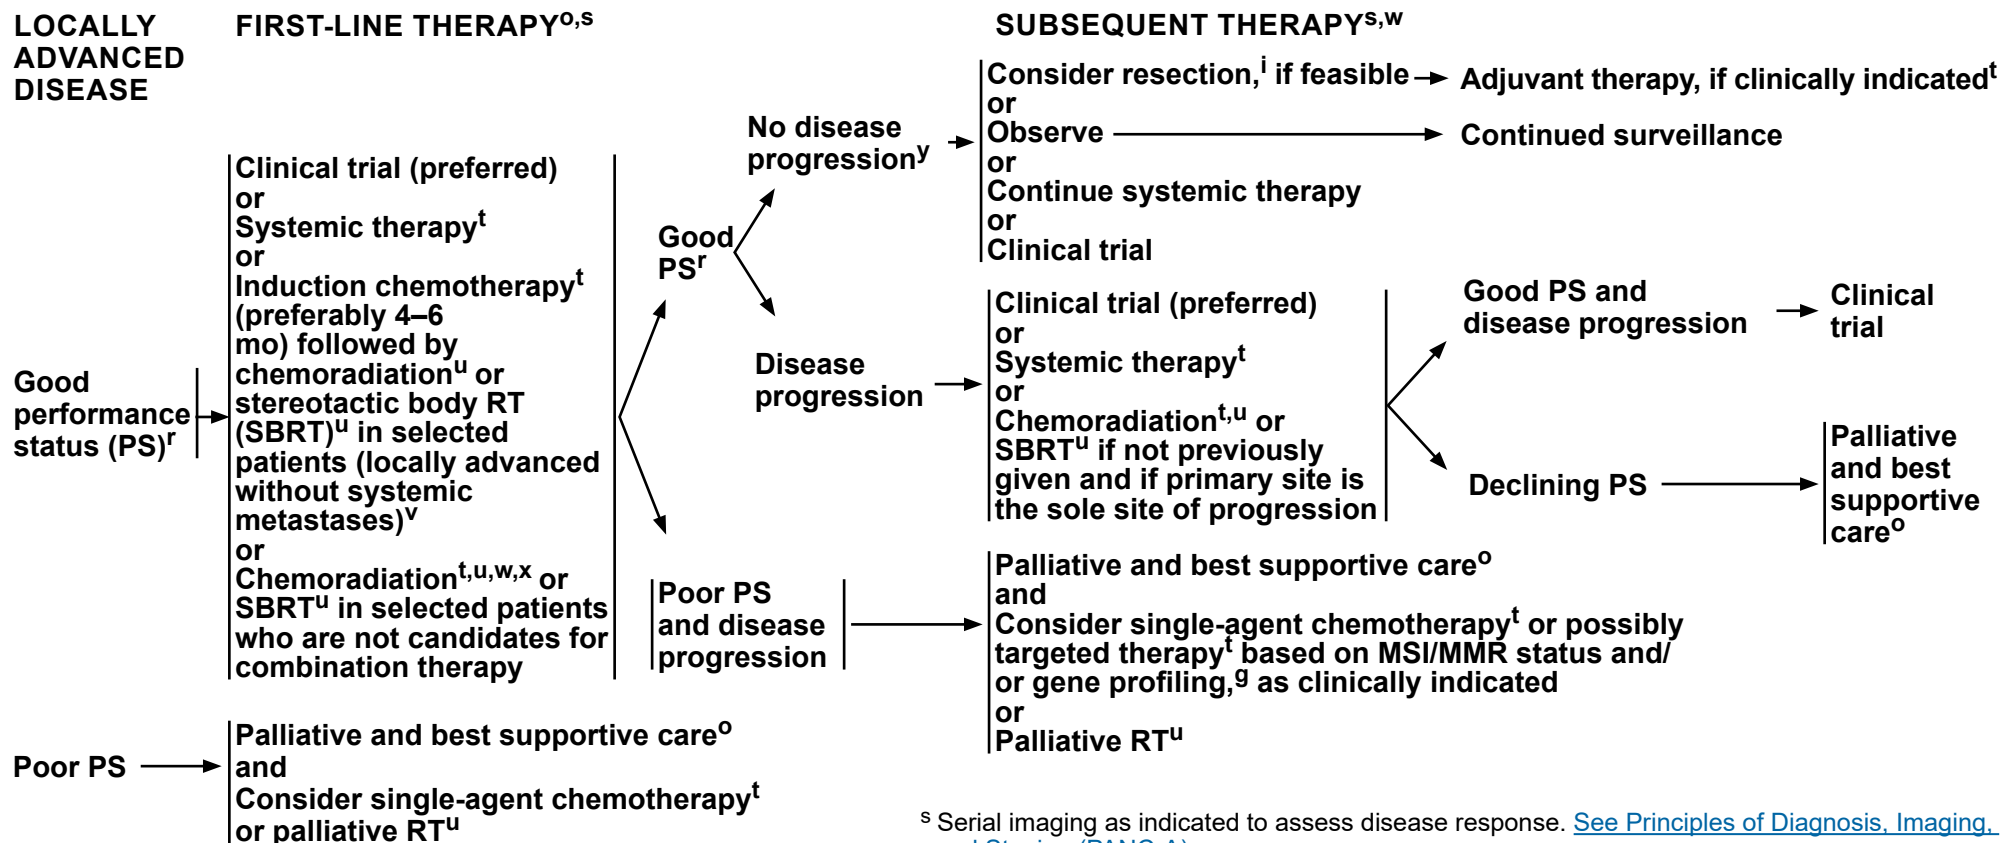 LOCALLY
ADVANCED
DISEASE
FIRST-LINE THERAPYo,s
SUBSEQUENT THERAPYs,w
Good
performance
status (PS)r
Clinical trial (preferred)
or
Systemic therapyt
or
Induction chemotherapyt
(preferably 4–6
mo) followed by
chemoradiationu or
stereotactic body RT
(SBRT)u in selected
patients (locally advanced
without systemic
metastases)v
or
Chemoradiationt,u,w,x or
SBRTu in selected patients
who are not candidates for
combination therapy
Good
PSr
No disease
progressiony
Consider resection,i if feasible
or
Observe
or
Continue systemic therapy
or
Clinical trial
Adjuvant therapy, if clinically indicatedt
Continued surveillance
Disease
progression
Clinical trial (preferred)
or
Systemic therapyt
or
Chemoradiationt,u or
SBRTu if not previously
given and if primary site is
the sole site of progression
Good PS and
disease progression
Clinical
trial
Declining PS
Palliative
and best
supportive
careo
Poor PS
and disease
progression
Palliative and best supportive careo
and
Consider single-agent chemotherapyt or possibly
targeted therapyt based on MSI/MMR status and/
or gene profiling,g as clinically indicated
or
Palliative RTu
Poor PS
Palliative and best supportive careo
and
Consider single-agent chemotherapyt
or palliative RTu
s Serial imaging as indicated to assess disease response. See Principles of Diagnosis, Imaging,